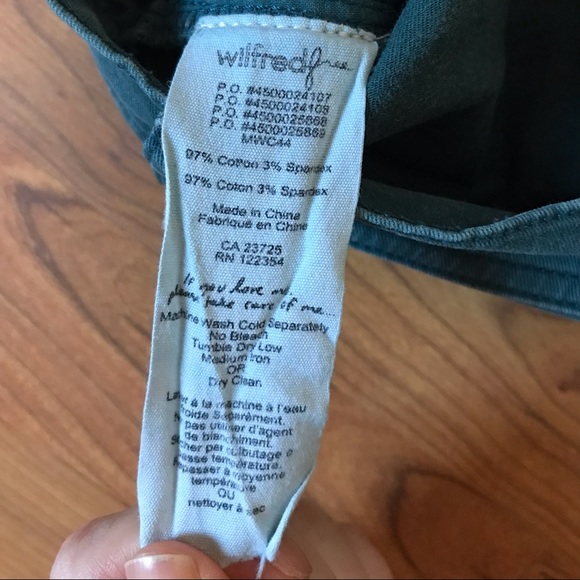 wilfred free
P.O. #4500024107
P.O. #4500024108
P.O. #4500025868
P.O. #4500025869
MWC44
97% Cotton 3% Spandex
97% Coton 3% Spandex
Made in China
Fabriqué en Chine
CA 23725
RN 122354
If you love me...
please take care of me...
Machine Wash Cold Separately
No Bleach
Tumble Dry Low
Medium Iron
OR
Dry Clean
Laver à la machine à l'eau
froide Séparément.
pas utiliser d'agent
de blanchiment.
Sécher par culbutage à
basse température.
repasser à moyenne
température
OU
nettoyer à sec